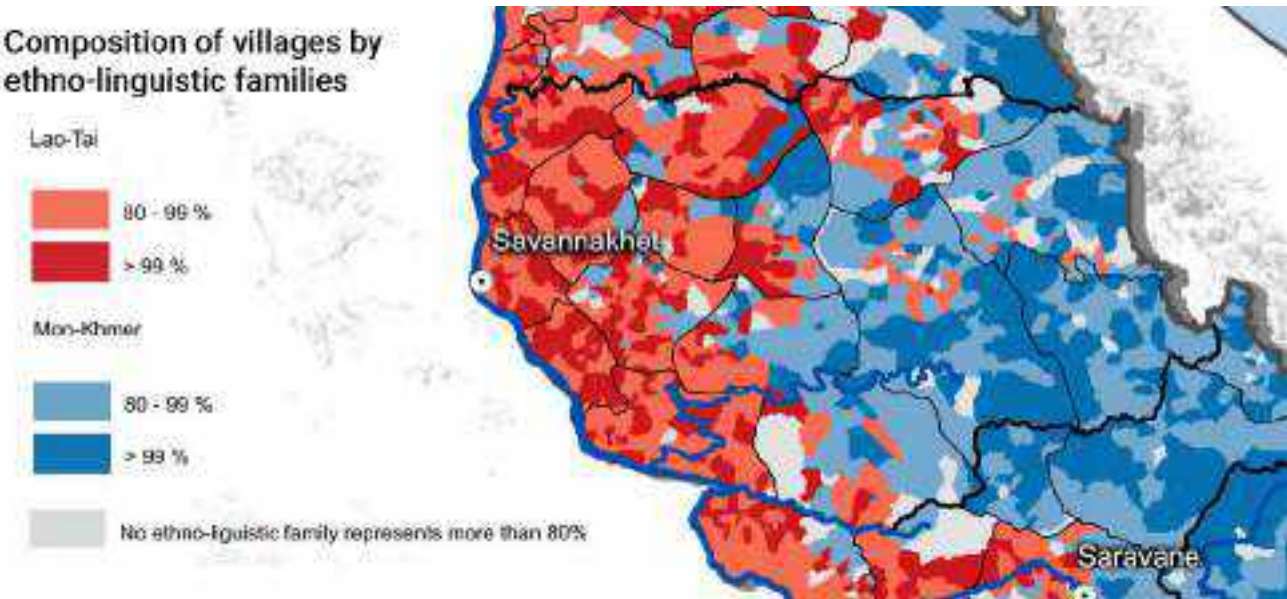 Composition of villages by
ethno-linguistic families
Lao-Tai
80 - 99 %
> 99 %
Mon-Khmer
80 - 99 %
> 99 %
No ethno-liguistic family represents more than 80%
Savannakhet
Saravane